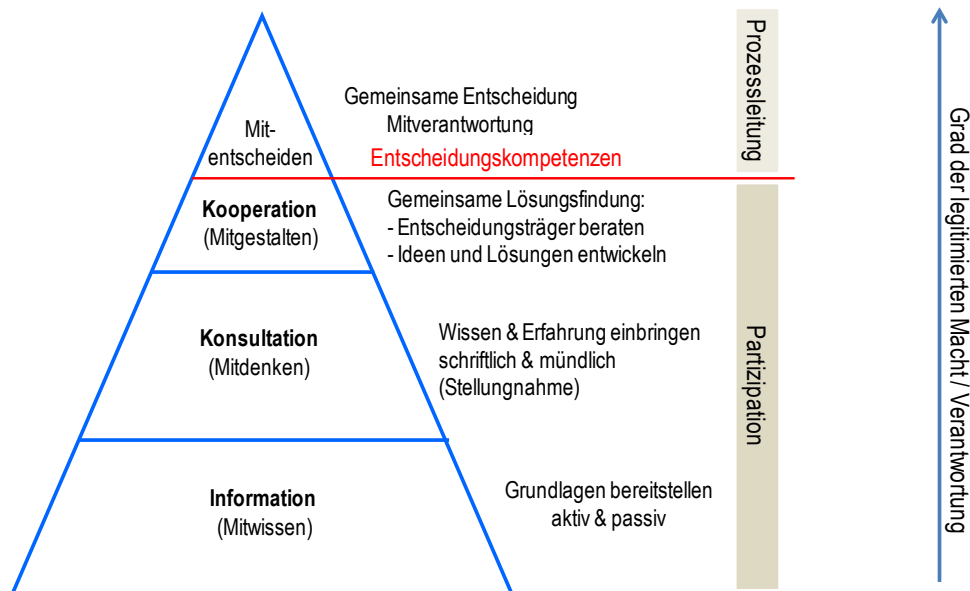 Gemeinsame Entscheidung
Mitverantwortung
Mit-
entscheiden
Entscheidungskompetenzen
Kooperation
(Mitgestalten)
Gemeinsame Lösungsfindung:
- Entscheidungsträger beraten
- Ideen und Lösungen entwickeln
Konsultation
(Mitdenken)
Wissen & Erfahrung einbringen
schriftlich & mündlich
(Stellungnahme)
Information
(Mitwissen)
Grundlagen bereitstellen
aktiv & passiv
Prozessleitung
Partizipation
Grad der legitimierten Macht / Verantwortung